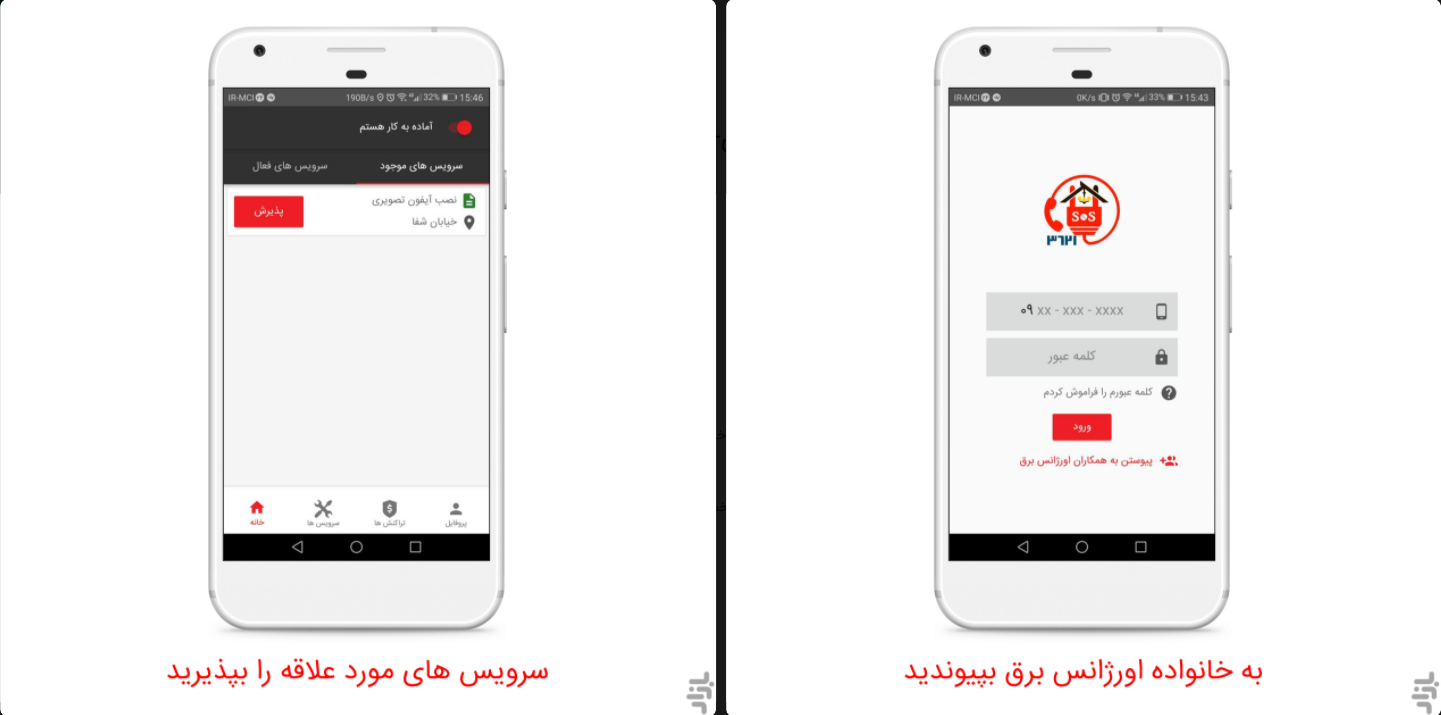 IR-MCI 190B/s 32% 15:46
آماده به کار هستم
سرویس های موجود
سرویس های فعال
نصب آیفون تصویری
خیابان شفا
پذیرش
پروفایل
تراکنش ها
سرویس ها
خانه
سرویس های مورد علاقه را بپذیرید
بازار
IR-MCI 0K/s 33% 15:43
SOS
۳۶۲۱
۰۹ xx - xxx - xxxx
کلمه عبور
کلمه عبورم را فراموش کردم
ورود
پیوستن به همکاران اورژانس برق
به خانواده اورژانس برق بپیوندید
بازار